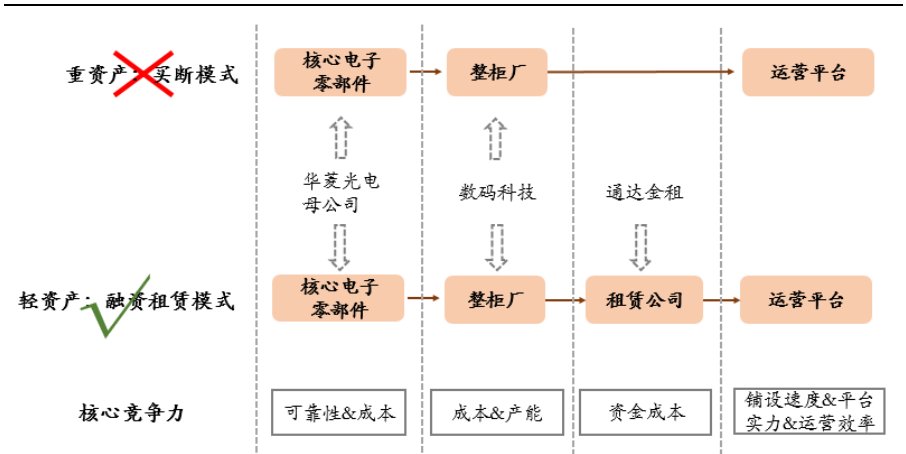 重资产：买断模式
核心电子
零部件
整柜厂
运营平台
华菱光电
母公司
数码科技
通达金租
轻资产：融资租赁模式
核心电子
零部件
整柜厂
租赁公司
运营平台
核心竞争力
可靠性&成本
成本&产能
资金成本
铺设速度&平台
实力&运营效率